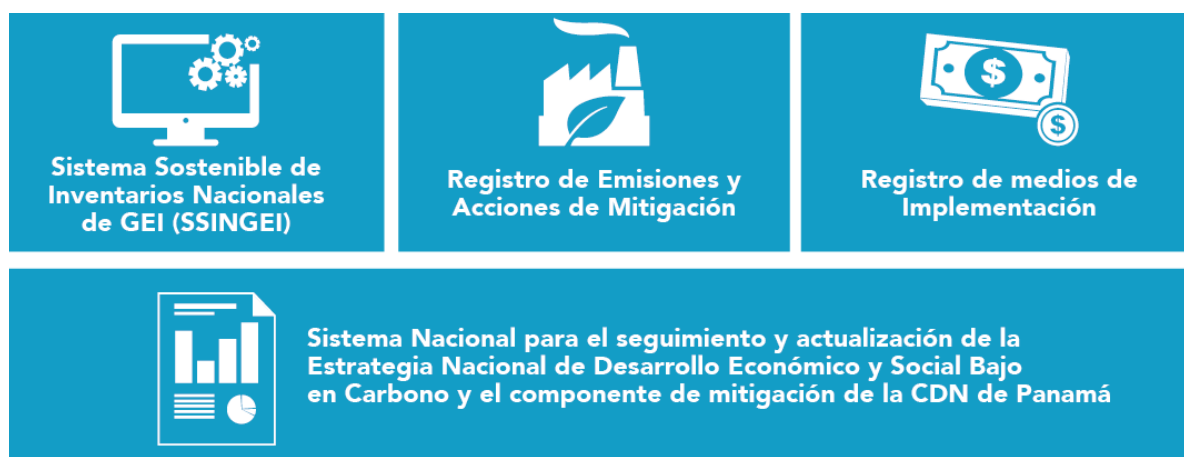 Sistema Sostenible de
Inventarios Nacionales
de GEI (SSINGEI)
Registro de Emisiones y
Acciones de Mitigación
$
$
Registro de medios de
Implementación
Sistema Nacional para el seguimiento y actualización de la
Estrategia Nacional de Desarrollo Económico y Social Bajo
en Carbono y el componente de mitigación de la CDN de Panamá